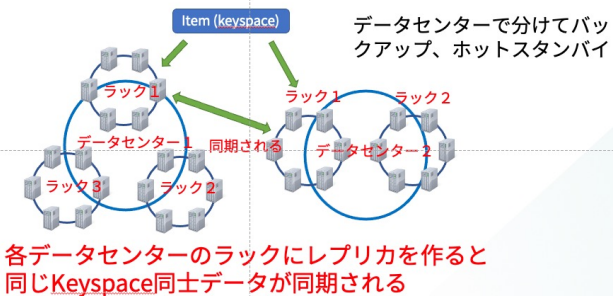 Item (keyspace)
データセンターで分けてバッ
クアップ、ホットスタンバイ
ラック１
ラック１
ラック２
データセンター１
同期される
データセンター２
ラック３
ラック２
各データセンターのラックにレプリカを作ると
同じKeyspace同士データが同期される